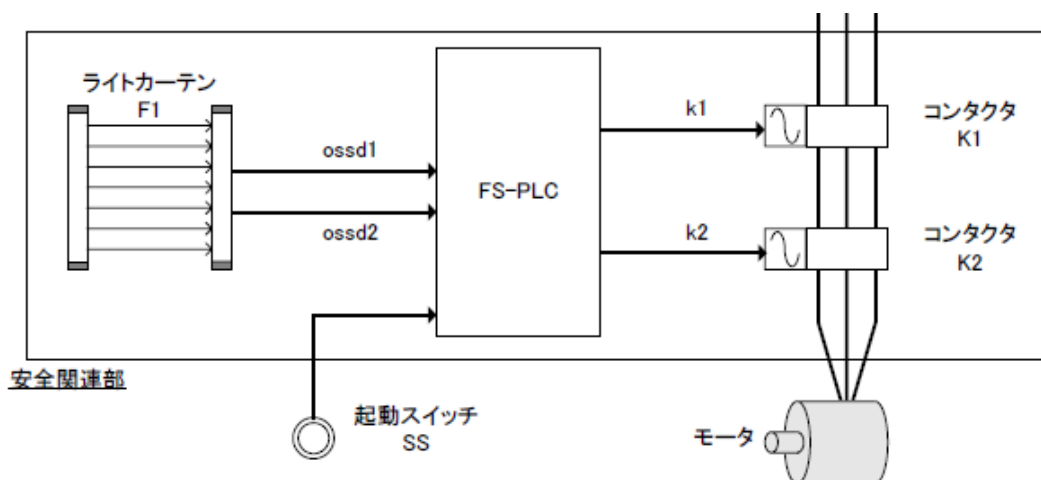 ライトカーテン
F1
ossd1
ossd2
FS-PLC
k1
k2
コンタクタ
K1
コンタクタ
K2
安全関連部
起動スイッチ
SS
モータ